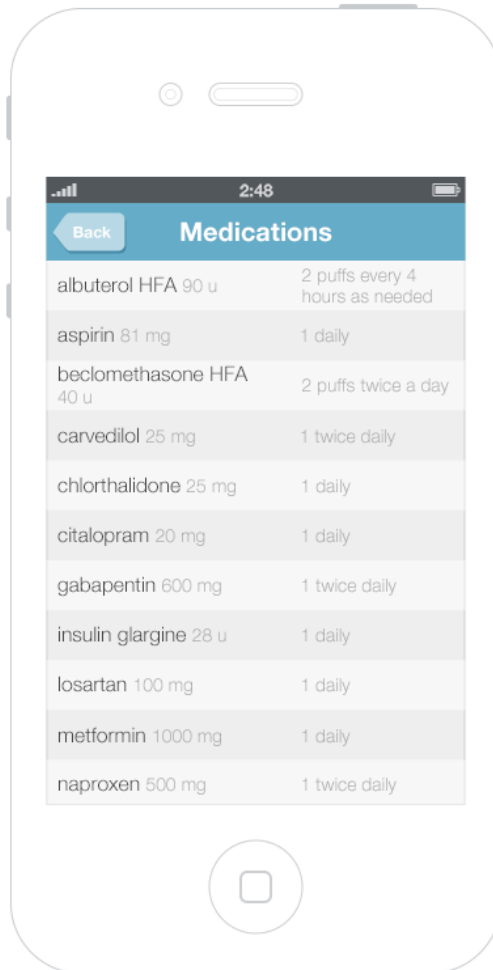 2:48
Back
Medications
albuterol HFA 90 u 2 puffs every 4
hours as needed
aspirin 81 mg 1 daily
beclomethasone HFA
40 u 2 puffs twice a day
carvedilol 25 mg 1 twice daily
chlorthalidone 25 mg 1 daily
citalopram 20 mg 1 daily
gabapentin 600 mg 1 twice daily
insulin glargine 28 u 1 daily
losartan 100 mg 1 daily
metformin 1000 mg 1 daily
naproxen 500 mg 1 twice daily